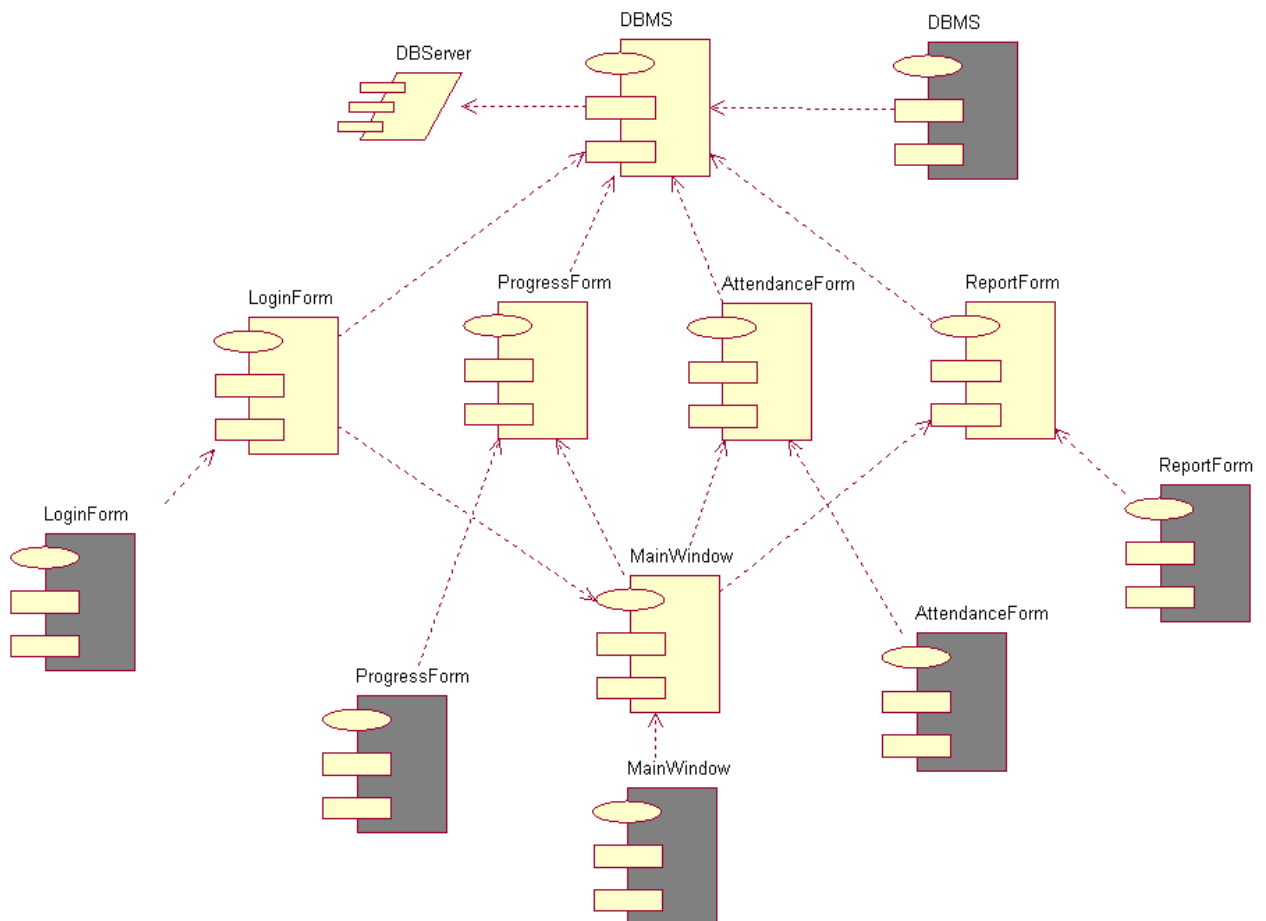 DBMS
DBMS
DBServer
ProgressForm
AttendanceForm
ReportForm
LoginForm
ReportForm
LoginForm
MainWindow
AttendanceForm
ProgressForm
MainWindow